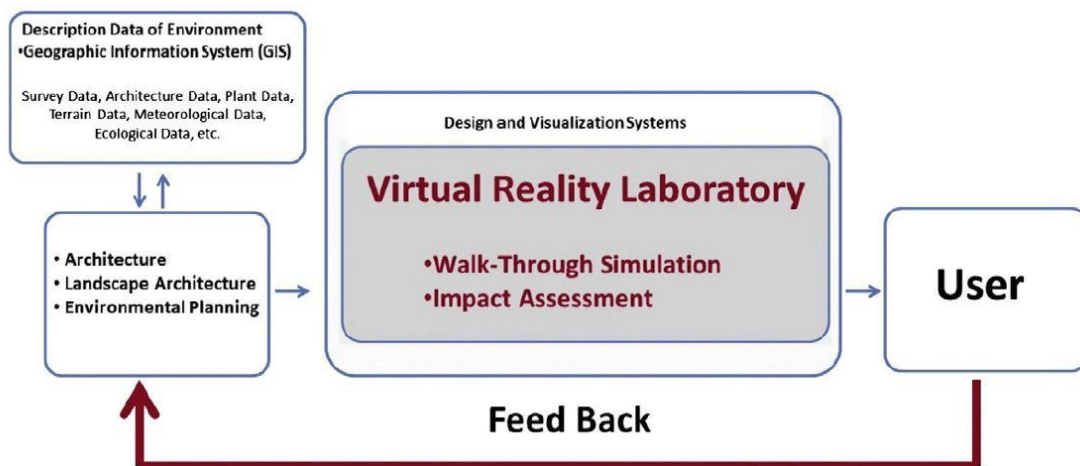 Description Data of Environment
•Geographic Information System (GIS)
Survey Data, Architecture Data, Plant Data,
Terrain Data, Meteorological Data,
Ecological Data, etc.
• Architecture
• Landscape Architecture
• Environmental Planning
Design and Visualization Systems
Virtual Reality Laboratory
•Walk-Through Simulation
•Impact Assessment
User
Feed Back